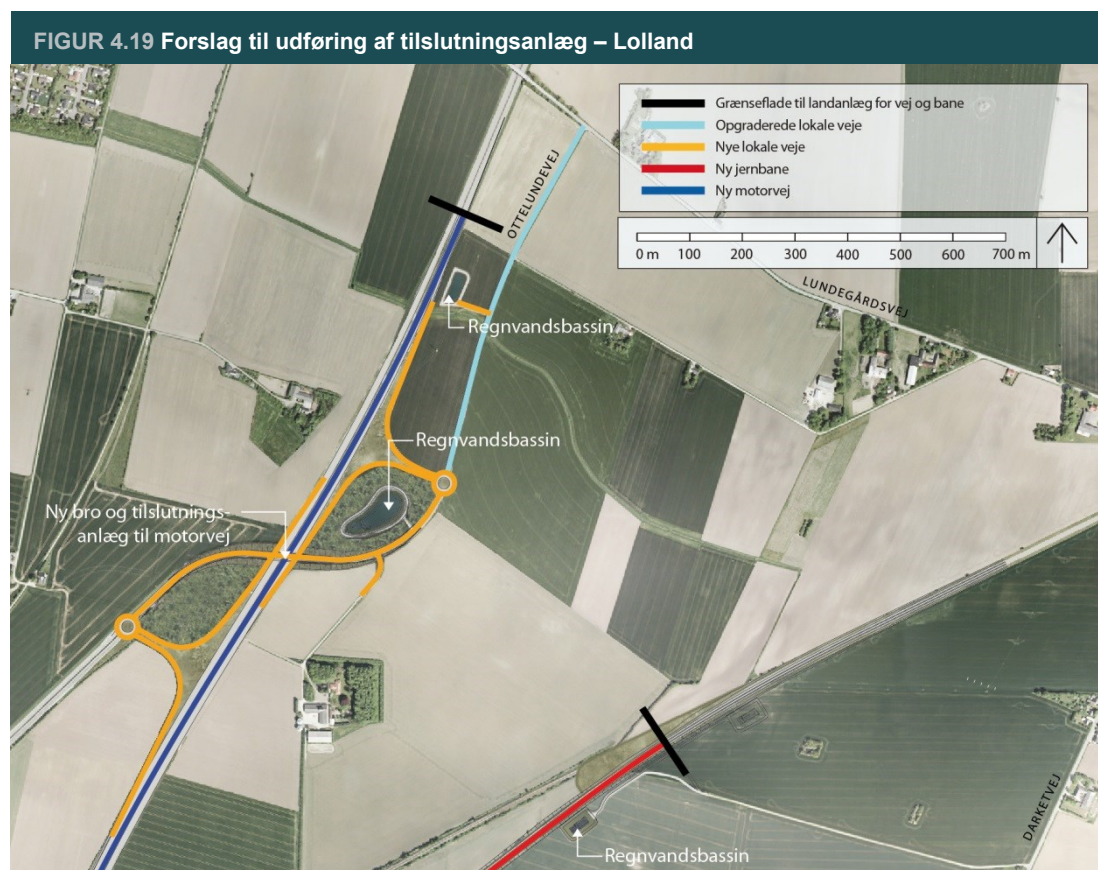 FIGUR 4.19 Forslag til udføring af tilslutningsanlæg – Lolland
Grænseflade til landanlæg for vej og bane
Opgraderede lokale veje
Nye lokale veje
Ny jernbane
Ny motorvej
0 m 100 200 300 400 500 600 700 m
OTTELUNDEVEJ
LUNDEGÅRDSVEJ
Regnvandsbassin
Regnvandsbassin
Ny bro og tilslutnings-
anlæg til motorvej
DARKETVEJ
Regnvandsbassin